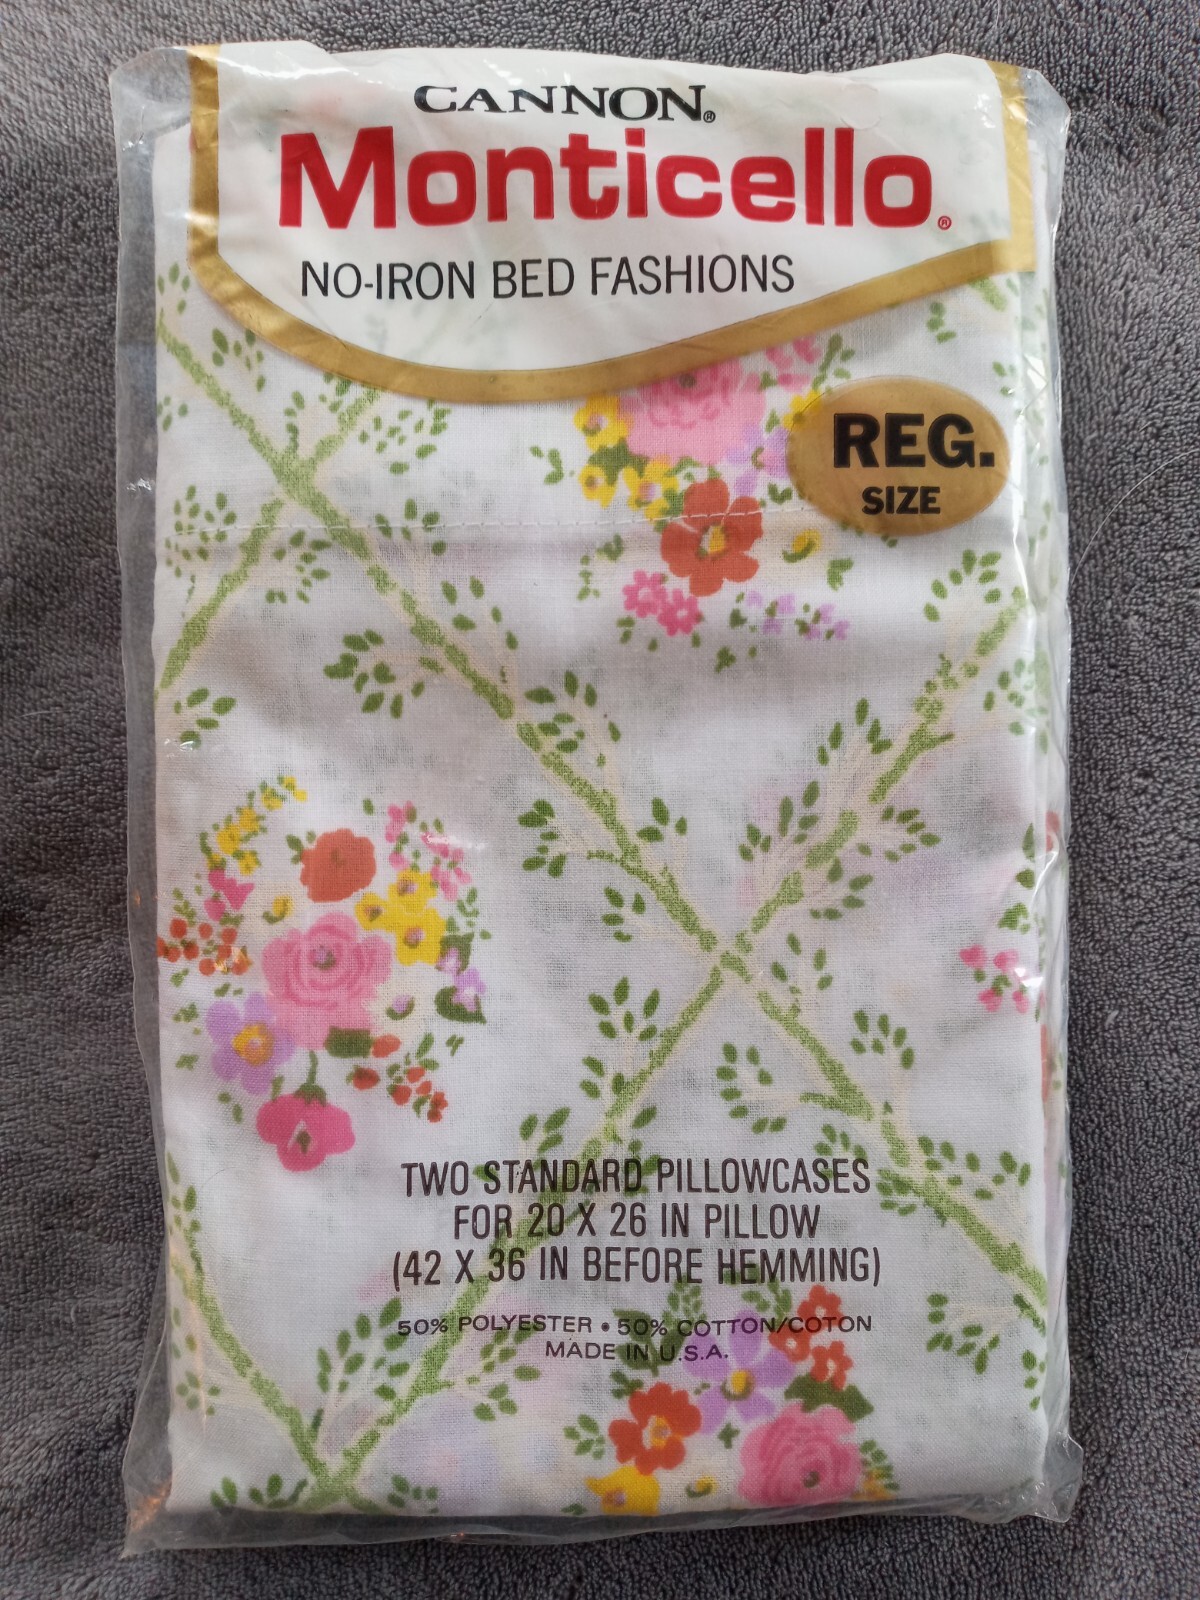 CANNON®
Monticello®
NO-IRON BED FASHIONS
REG.
SIZE
TWO STANDARD PILLOWCASES
FOR 20 X 26 IN PILLOW
(42 X 36 IN BEFORE HEMMING)
50% POLYESTER • 50% COTTON/COTON
MADE IN U.S.A.